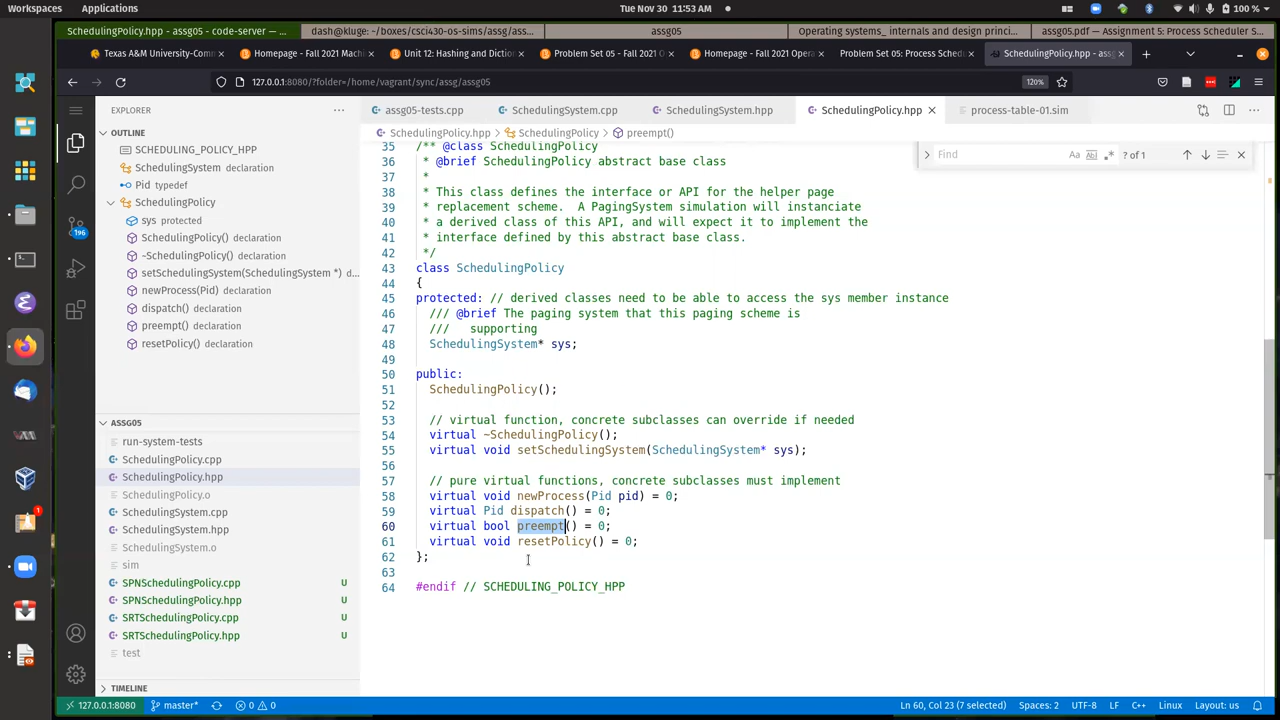 Workspaces Applications Tue Nov 30 11:53 AM 100 %
SchedulingPolicy.hpp - assg05 - code-server — ... dash@kluge: ~/boxes/csci430-os-sims/assg/assg05 assg05 Operating systems_ internals and design princi... assg05.pdf — Assignment 5: Process Scheduler S...
Texas A&M University-Comm Homepage - Fall 2021 Machi Unit 12: Hashing and Diction Problem Set 05 - Fall 2021 O Homepage - Fall 2021 Opera Problem Set 05: Process Sched SchedulingPolicy.hpp - assg
127.0.0.1:8080/?folder=/home/vagrant/sync/assg/assg05 120%
EXPLORER
assg05-tests.cpp SchedulingSystem.cpp SchedulingSystem.hpp SchedulingPolicy.hpp process-table-01.sim
OUTLINE
SchedulingPolicy.hpp > SchedulingPolicy > preempt()
Find Aa Ab ? of 1
SCHEDULING_POLICY_HPP
SchedulingSystem declaration
Pid typedef
SchedulingPolicy
sys protected
SchedulingPolicy() declaration
~SchedulingPolicy() declaration
setSchedulingSystem(SchedulingSystem *) d...
newProcess(Pid) declaration
dispatch() declaration
preempt() declaration
resetPolicy() declaration
196
1
ASSG05
run-system-tests
SchedulingPolicy.cpp
SchedulingPolicy.hpp
SchedulingPolicy.o
SchedulingSystem.cpp
SchedulingSystem.hpp
SchedulingSystem.o
sim
SPNSchedulingPolicy.cpp U
SPNSchedulingPolicy.hpp U
SRTSchedulingPolicy.cpp U
SRTSchedulingPolicy.hpp U
test
TIMELINE
35 /** @class SchedulingPolicy
36 * @brief SchedulingPolicy abstract base class
37 *
38 * This class defines the interface or API for the helper page
39 * replacement scheme. A PagingSystem simulation will instanciate
40 * a derived class of this API, and will expect it to implement the
41 * interface defined by this abstract base class.
42 */
43 class SchedulingPolicy
44 {
45 protected: // derived classes need to be able to access the sys member instance
46 /// @brief The paging system that this paging scheme is
47 /// supporting
48 SchedulingSystem* sys;
49
50 public:
51 SchedulingPolicy();
52
53 // virtual function, concrete subclasses can override if needed
54 virtual ~SchedulingPolicy();
55 virtual void setSchedulingSystem(SchedulingSystem* sys);
56
57 // pure virtual functions, concrete subclasses must implement
58 virtual void newProcess(Pid pid) = 0;
59 virtual Pid dispatch() = 0;
60 virtual bool preempt() = 0;
61 virtual void resetPolicy() = 0;
62 };
63
64 #endif // SCHEDULING_POLICY_HPP
127.0.0.1:8080 master* 0 0 Ln 60, Col 23 (7 selected) Spaces: 2 UTF-8 LF C++ Linux Layout: us